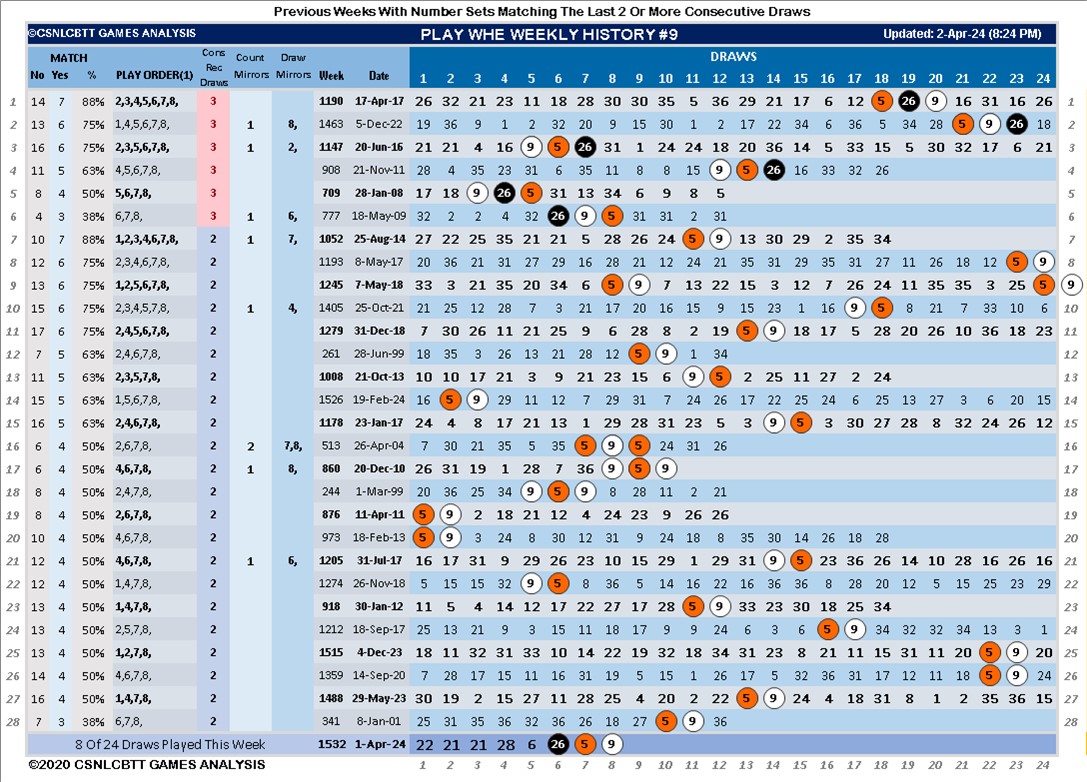 Previous Weeks With Number Sets Matching The Last 2 Or More Consecutive Draws
©CSNLCBTT GAMES ANALYSIS PLAY WHE WEEKLY HISTORY #9 Updated: 2-Apr-24 (8:24 PM)
MATCH Cons Rec Draws Count Mirrors Draw Mirrors DRAWS
No Yes % PLAY ORDER(1) Week Date 1 2 3 4 5 6 7 8 9 10 11 12 13 14 15 16 17 18 19 20 21 22 23 24
1 14 7 88% 2,3,4,5,6,7,8, 3 1190 17-Apr-17 26 32 21 23 11 18 28 30 30 35 5 36 29 21 17 6 12 5 26 9 16 31 16 26 1
2 13 6 75% 1,4,5,6,7,8, 3 1 8, 1463 5-Dec-22 19 36 9 1 2 32 20 9 15 28 30 1 2 17 22 34 6 36 5 34 28 5 9 26 18 2
3 16 6 75% 2,3,5,6,7,8, 3 1 2, 1147 20-Jun-16 21 21 4 16 9 5 26 31 1 24 24 18 20 36 14 5 33 15 5 30 32 17 6 21 3
4 11 5 63% 4,5,6,7,8, 3 908 21-Nov-11 28 4 35 23 31 6 35 11 8 8 15 9 5 26 16 33 32 26 4
5 8 4 50% 5,6,7,8, 3 709 28-Jan-08 17 18 9 26 5 31 13 34 6 9 8 5 5
6 4 3 38% 6,7,8, 3 1 6, 777 18-May-09 32 2 2 4 32 26 9 5 31 31 2 31 6
7 10 7 88% 1,2,3,4,6,7,8, 2 1 7, 1052 25-Aug-14 27 22 25 35 21 21 5 28 26 24 5 9 13 30 29 2 35 34 7
8 12 6 75% 2,3,4,6,7,8, 2 1193 8-May-17 20 36 21 31 27 29 16 28 21 12 24 21 35 31 29 35 31 27 11 26 18 12 5 9 8
9 13 6 75% 1,2,5,6,7,8, 2 1245 7-May-18 33 3 21 35 20 34 6 5 9 7 13 22 15 3 12 7 26 24 11 35 35 3 25 5 9
10 15 6 75% 2,3,4,5,7,8, 2 1 4, 1405 25-Oct-21 21 25 12 28 7 3 21 17 20 16 15 9 15 23 1 16 9 5 8 21 7 33 10 6 10
11 17 6 75% 2,4,5,6,7,8, 2 1279 31-Dec-18 7 30 26 11 21 25 9 6 28 8 2 19 5 9 18 17 5 28 20 26 10 36 18 23 11
12 7 5 63% 2,4,6,7,8, 2 261 28-Jun-99 18 35 3 26 13 21 28 12 5 9 1 34 12
13 11 5 63% 2,3,5,7,8, 2 1008 21-Oct-13 10 10 17 21 3 9 21 23 15 6 9 5 2 25 11 27 2 24 13
14 15 5 63% 1,5,6,7,8, 2 1526 19-Feb-24 16 5 9 29 11 12 7 29 31 7 24 26 17 22 25 24 6 25 13 27 3 6 20 15 14
15 16 5 63% 2,4,6,7,8, 2 1178 23-Jan-17 24 4 8 17 21 13 1 29 28 23 5 3 9 5 3 30 27 28 8 32 24 26 12 15
16 6 4 50% 2,6,7,8, 2 2 7,8, 513 26-Apr-04 7 30 21 35 5 35 5 9 5 24 31 26 16
17 6 4 50% 4,6,7,8, 2 1 8, 860 20-Dec-10 26 31 19 1 28 7 36 9 5 9 17
18 8 4 50% 2,4,7,8, 2 244 1-Mar-99 20 36 25 34 9 5 9 8 28 11 2 21 18
19 8 4 50% 2,6,7,8, 2 876 11-Apr-11 5 9 2 18 21 12 4 24 23 9 26 26 19
20 10 4 50% 4,6,7,8, 2 973 18-Feb-13 5 9 3 24 8 30 12 31 9 24 18 8 35 30 14 26 18 28 20
21 12 4 50% 4,6,7,8, 2 1 6, 1205 31-Jul-17 16 17 31 9 29 26 23 27 32 1 29 31 9 5 23 36 26 14 29 10 28 16 26 16 21
22 12 4 50% 1,4,7,8, 2 1274 26-Nov-18 5 15 15 32 9 5 8 36 5 14 16 22 16 36 36 8 28 20 12 5 15 25 23 29 22
23 13 4 50% 1,4,7,8, 2 918 30-Jan-12 11 5 4 14 12 17 22 27 17 28 5 9 33 23 30 18 25 34 23
24 13 4 50% 2,5,7,8, 2 1212 18-Sep-17 25 13 21 9 3 15 11 18 17 9 9 24 6 3 6 5 9 34 32 32 34 13 3 1 24
25 13 4 50% 1,2,7,8, 2 1515 4-Dec-23 18 11 32 31 33 10 14 22 19 32 18 34 31 23 8 21 11 15 31 11 20 5 9 20 25
26 14 4 50% 4,6,7,8, 2 1359 14-Sep-20 7 28 17 15 11 16 31 19 5 15 1 26 17 5 32 36 31 17 12 11 18 5 9 24 26
27 16 4 50% 1,4,7,8, 2 1488 29-May-23 30 19 2 15 27 11 28 25 4 20 2 22 5 9 24 4 18 31 8 1 2 35 36 15 27
28 7 3 38% 6,7,8, 2 341 8-Jan-01 25 31 36 32 36 26 18 27 5 9 36 28
8 Of 24 Draws Played This Week 1532 1-Apr-24 22 21 21 28 6 26 5 9
©2020 CSNLCBTT GAMES ANALYSIS 1 2 3 4 5 6 7 8 9 10 11 12 13 14 15 16 17 18 19 20 21 22 23 24